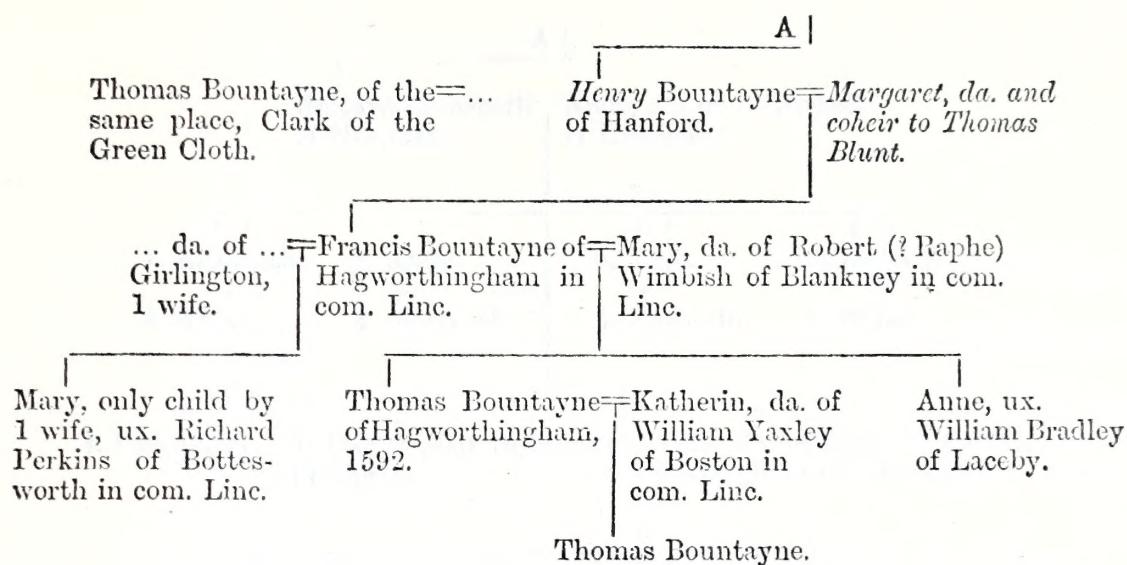 A
Thomas Bountayne, of the=...
same place, Clark of the
Green Cloth.
Henry Bountayne=Margaret, da. and
of Hanford.
coheir to Thomas
Blunt.
... da. of ...=Francis Bountayne of=Mary, da. of Robert (? Raphe)
Girlington,
1 wife.
Hagworthingham in
com. Linc.
Wimbish of Blankney in com.
Linc.
Mary, only child by
1 wife, ux. Richard
Perkins of Bottes-
worth in com. Linc.
Thomas Bountayne=Katherin, da. of
of Hagworthingham,
1592.
William Yaxley
of Boston in
com. Linc.
Anne, ux.
William Bradley
of Laceby.
Thomas Bountayne.